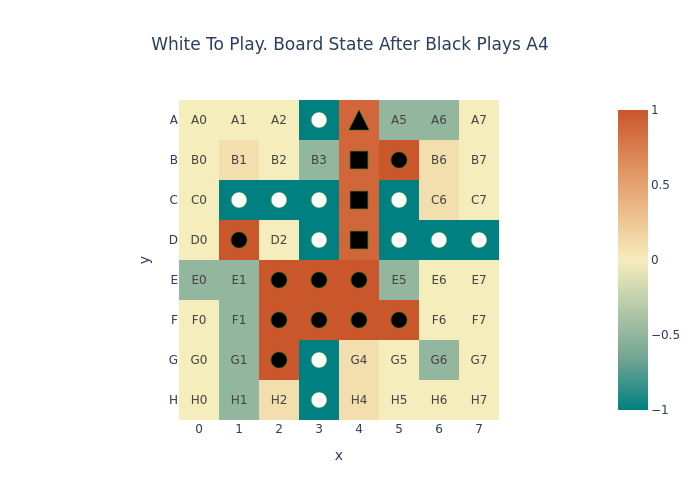 White To Play. Board State After Black Plays A4
A A0 A1 A2 A5 A6 A7
B B0 B1 B2 B3 B6 B7
C C0 C6 C7
D D0 D2
E E0 E1 E5 E6 E7
F F0 F1 F6 F7
G G0 G1 G4 G5 G6 G7
H H0 H1 H2 H4 H5 H6 H7
0 1 2 3 4 5 6 7
x
y
1
0.5
0
−0.5
−1